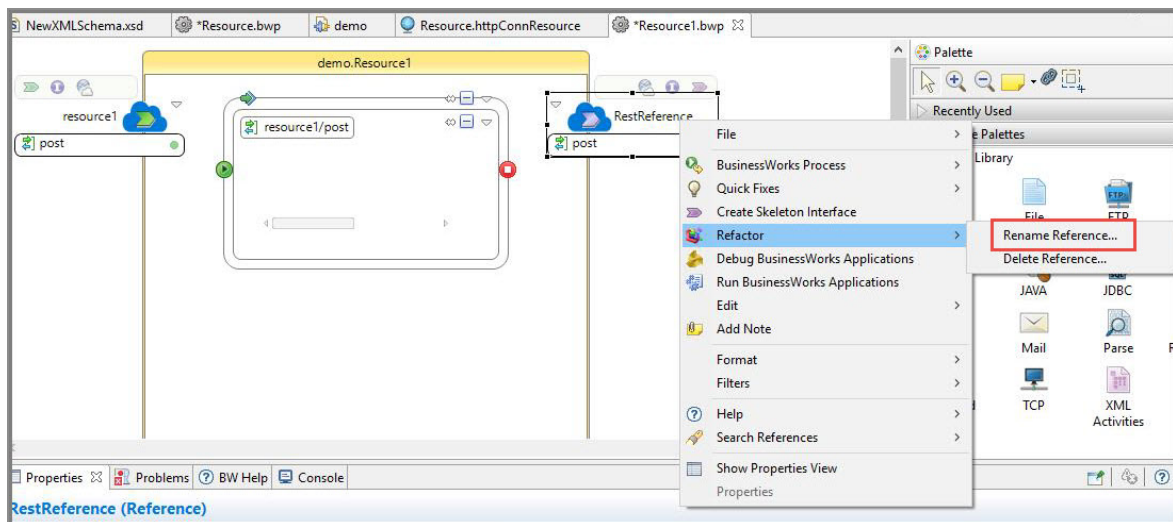 NewXMLSchema.xsd
*Resource.bwp
demo
Resource.httpConnResource
*Resource1.bwp
Palette
Recently Used
Palettes
Library
demo.Resource1
resource1
post
resource1/post
RestReference
post
File
BusinessWorks Process
Quick Fixes
Create Skeleton Interface
Refactor
Debug BusinessWorks Applications
Run BusinessWorks Applications
Edit
Add Note
Format
Filters
Help
Search References
Show Properties View
Properties
Rename Reference...
Delete Reference...
File
FTP
JAVA
JDBC
Mail
Parse
TCP
XML
Activities
Properties
Problems
BW Help
Console
RestReference (Reference)